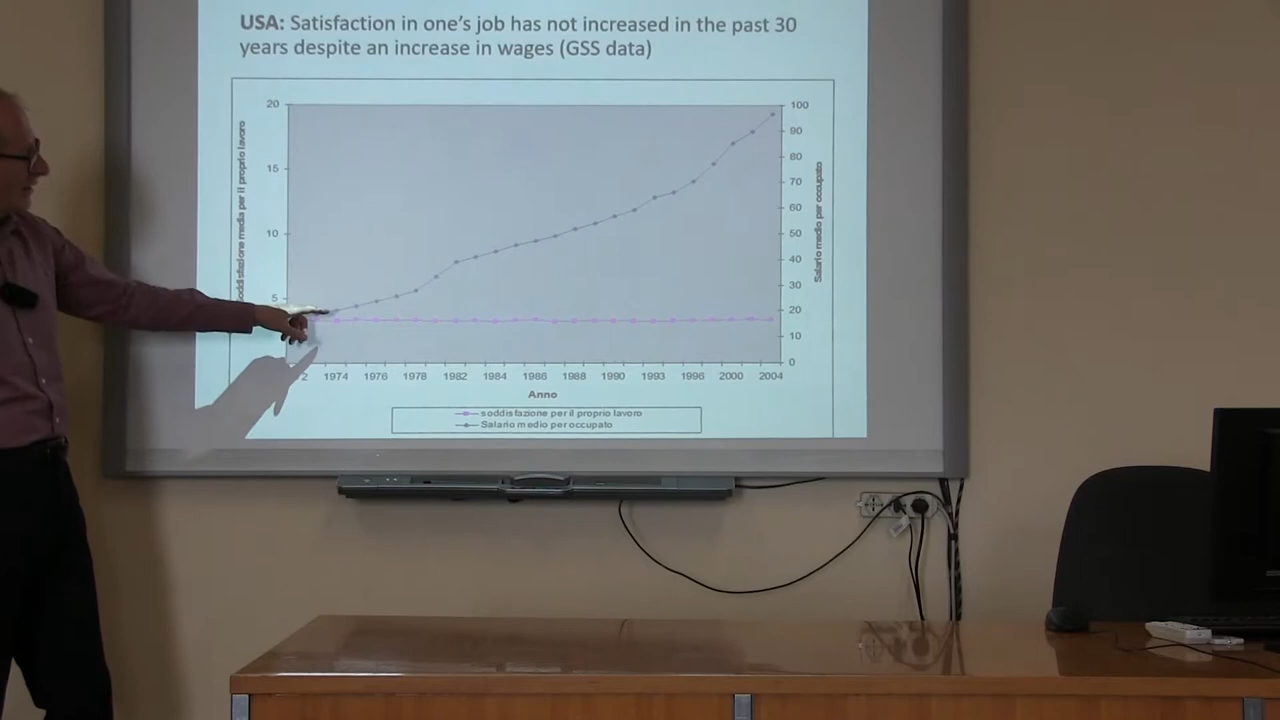 USA: Satisfaction in one's job has not increased in the past 30
years despite an increase in wages (GSS data)
20
15
10
5
soddisfazione media per il proprio lavoro
100
90
80
70
60
50
40
30
20
10
0
Salario medio per occupato
2 1974 1976 1978 1982 1984 1986 1988 1990 1993 1996 2000 2004
Anno
soddisfazione per il proprio lavoro
Salario medio per occupato